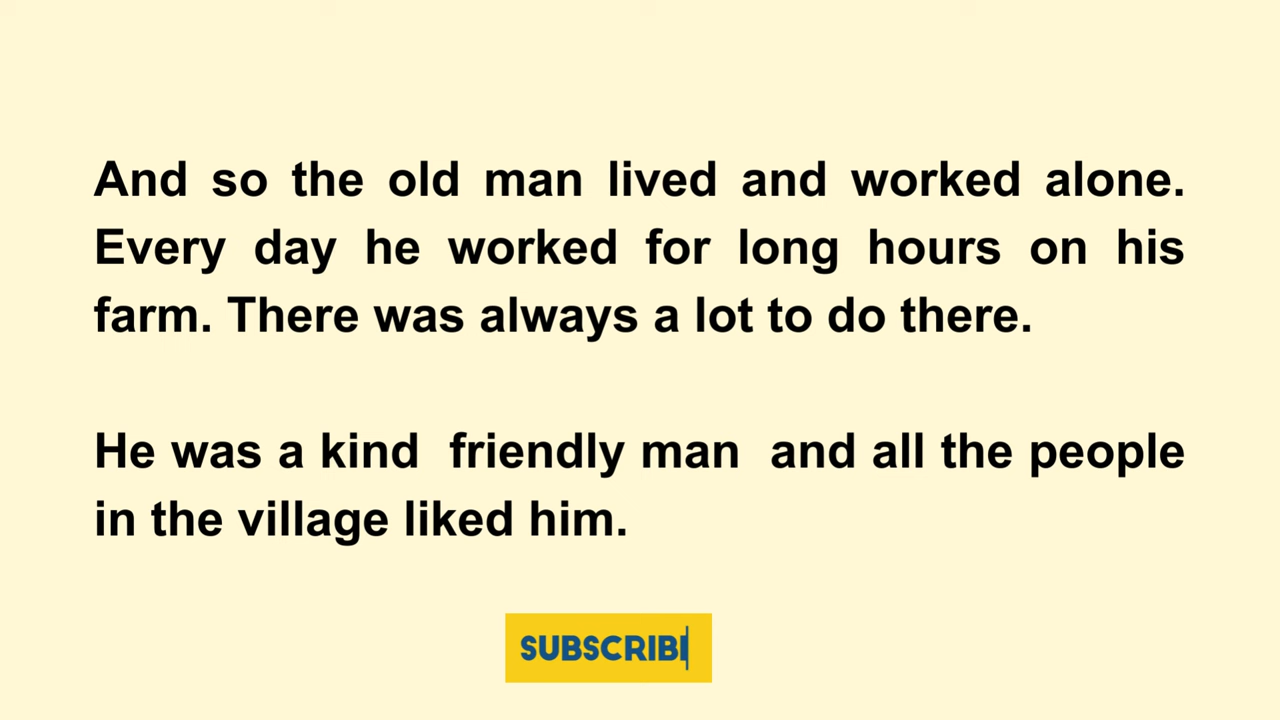 And so the old man lived and worked alone.
Every day he worked for long hours on his
farm. There was always a lot to do there.
He was a kind  friendly man  and all the people
in the village liked him.
SUBSCRIBI